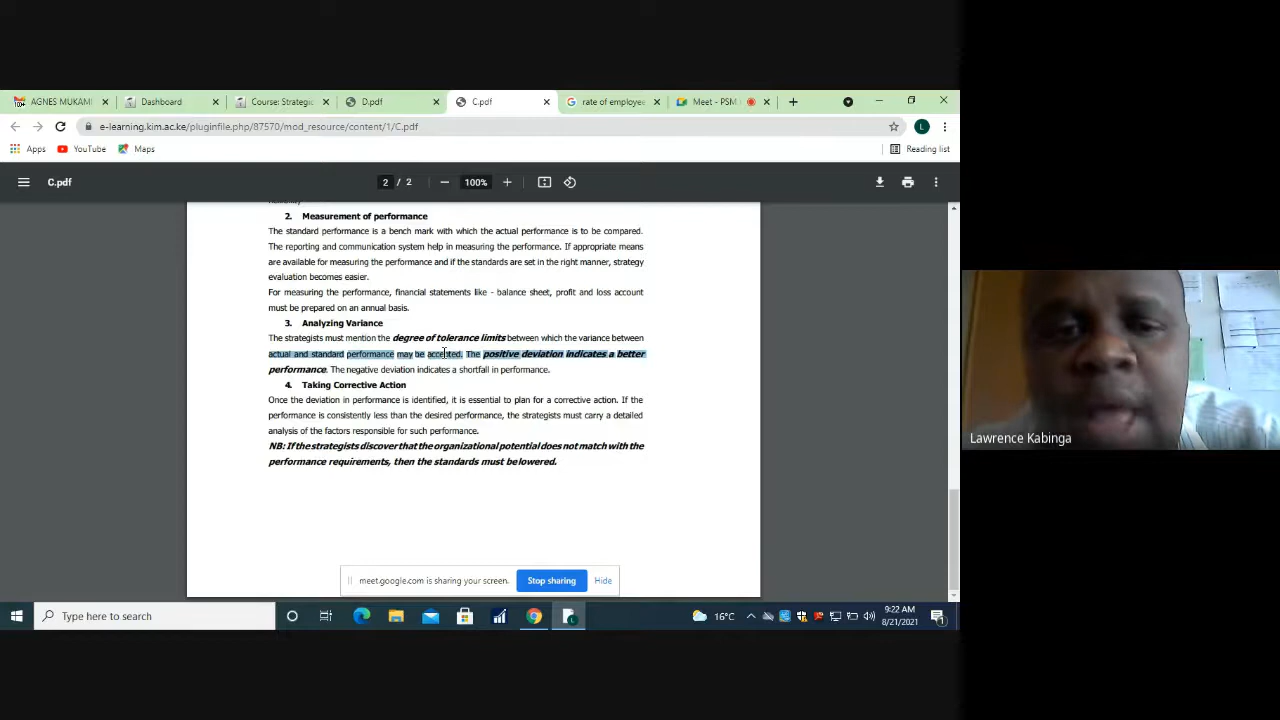 AGNES MUKAMI
Dashboard
Course: Strategic
D.pdf
C.pdf
rate of employee
Meet - PSM
e-learning.kim.ac.ke/pluginfile.php/87570/mod_resource/content/1/C.pdf
L
Apps
YouTube
Maps
Reading list
C.pdf
2 / 2
100%
2. Measurement of performance
The standard performance is a bench mark with which the actual performance is to be compared.
The reporting and communication system help in measuring the performance. If appropriate means
are available for measuring the performance and if the standards are set in the right manner, strategy
evaluation becomes easier.
For measuring the performance, financial statements like - balance sheet, profit and loss account
must be prepared on an annual basis.
3. Analyzing Variance
The strategists must mention the degree of tolerance limits between which the variance between
actual and standard performance may be accepted. The positive deviation indicates a better
performance. The negative deviation indicates a shortfall in performance.
4. Taking Corrective Action
Once the deviation in performance is identified, it is essential to plan for a corrective action. If the
performance is consistently less than the desired performance, the strategists must carry a detailed
analysis of the factors responsible for such performance.
NB: If the strategists discover that the organizational potential does not match with the
performance requirements, then the standards must be lowered.
meet.google.com is sharing your screen.
Stop sharing
Hide
Type here to search
16°C
9:22 AM
8/21/2021
Lawrence Kabinga